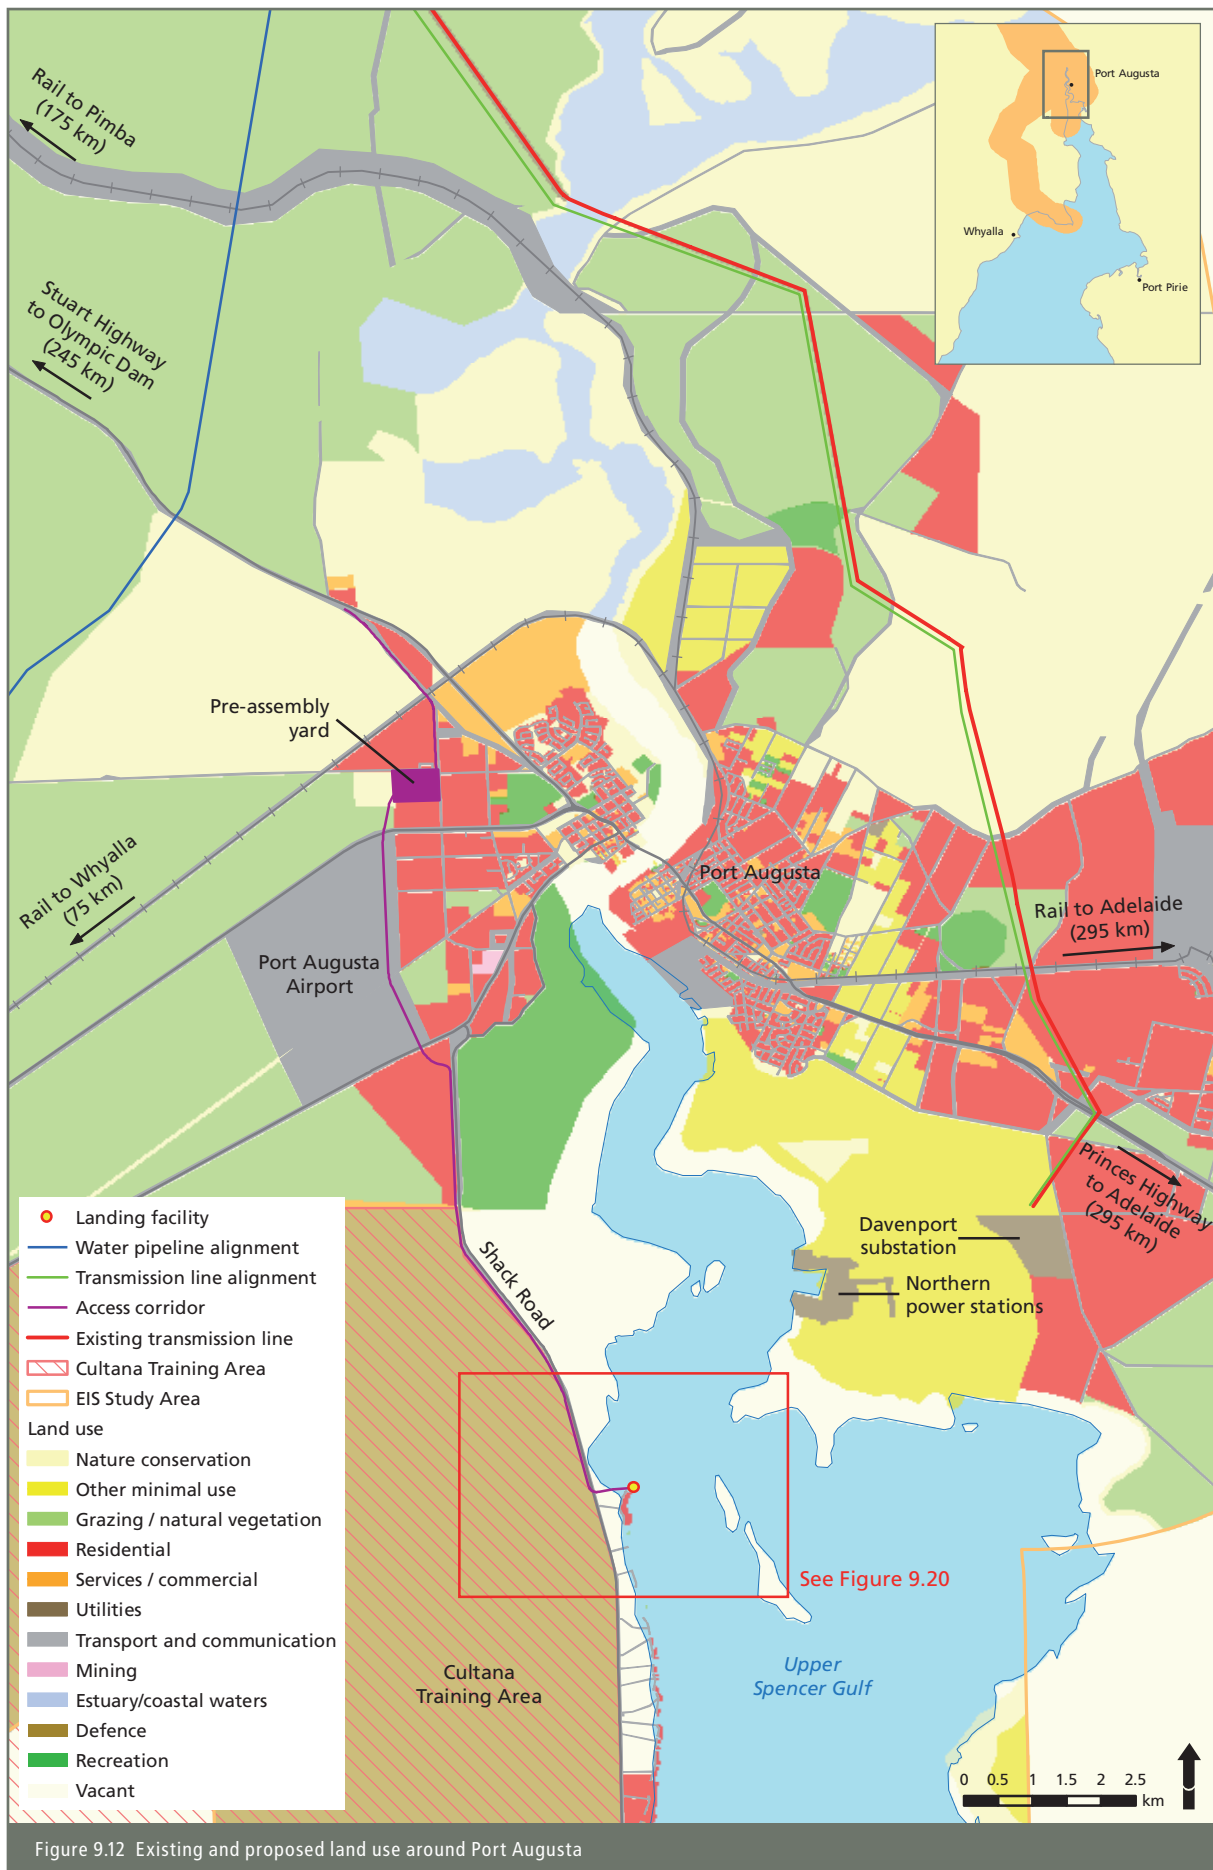 Rail to Pimba
(175 km)
Port Augusta
Whyalla
Port Pirie
Stuart Highway
to Olympic Dam
(245 km)
Pre-assembly
yard
Rail to Whyalla
(75 km)
Port Augusta
Rail to Adelaide
(295 km)
Port Augusta
Airport
Princes Highway
to Adelaide
(295 km)
Davenport
substation
Northern
power stations
Shack Road
See Figure 9.20
Cultana
Training Area
Upper
Spencer Gulf
Landing facility
Water pipeline alignment
Transmission line alignment
Access corridor
Existing transmission line
Cultana Training Area
EIS Study Area
Land use
Nature conservation
Other minimal use
Grazing / natural vegetation
Residential
Services / commercial
Utilities
Transport and communication
Mining
Estuary/coastal waters
Defence
Recreation
Vacant
0 0.5 1 1.5 2 2.5
km
Figure 9.12 Existing and proposed land use around Port Augusta